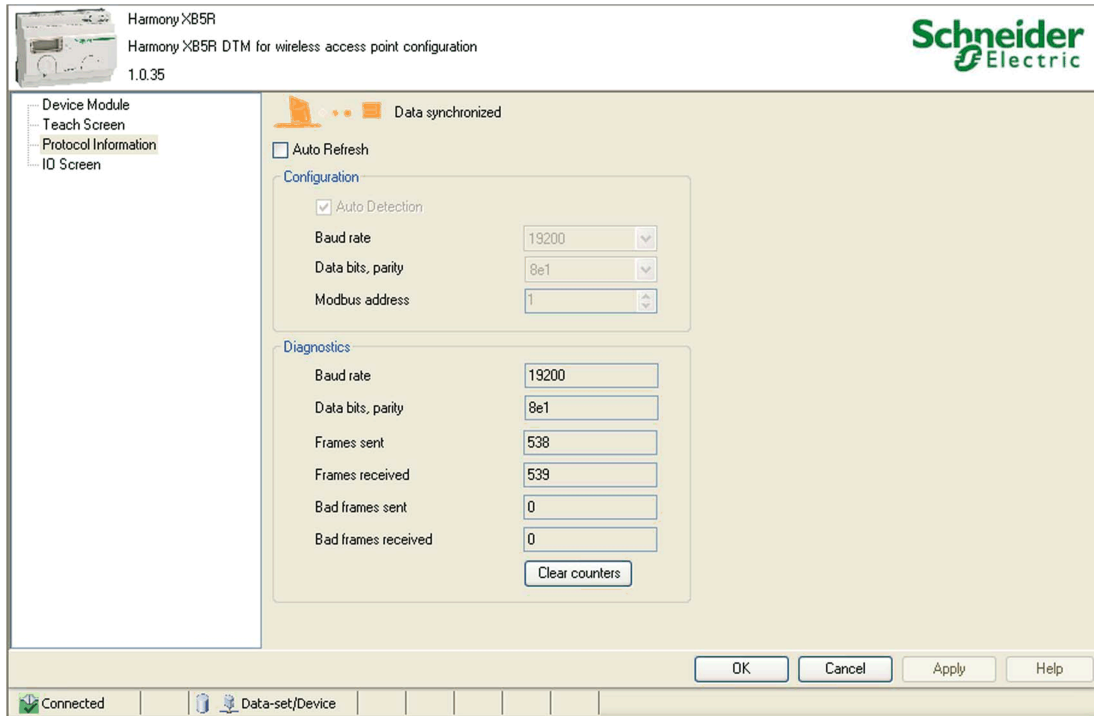 Harmony XB5R
Harmony XB5R DTM for wireless access point configuration
1.0.35
Schneider
Electric
Device Module
Teach Screen
Protocol Information
IO Screen
Data synchronized
Auto Refresh
Configuration
Auto Detection
Baud rate 19200
Data bits, parity 8e1
Modbus address 1
Diagnostics
Baud rate 19200
Data bits, parity 8e1
Frames sent 538
Frames received 539
Bad frames sent 0
Bad frames received 0
Clear counters
OK Cancel Apply Help
Connected Data-set/Device